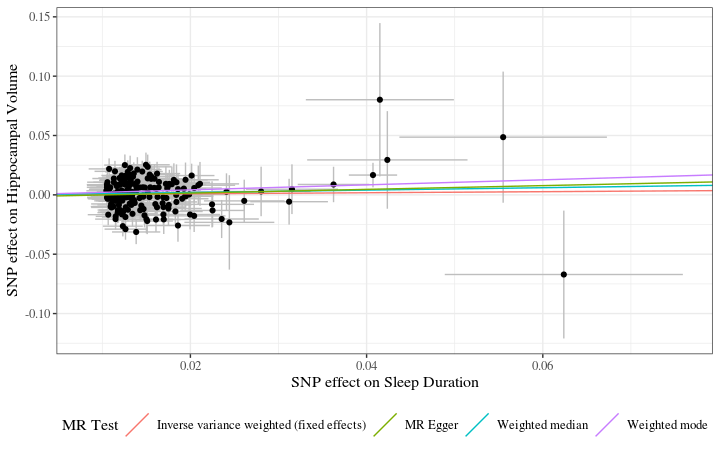 0.15
0.10
0.05
0.00
-0.05
-0.10
SNP effect on Hippocampal Volume
0.02 0.04 0.06
SNP effect on Sleep Duration
MR Test Inverse variance weighted (fixed effects) MR Egger Weighted median Weighted mode